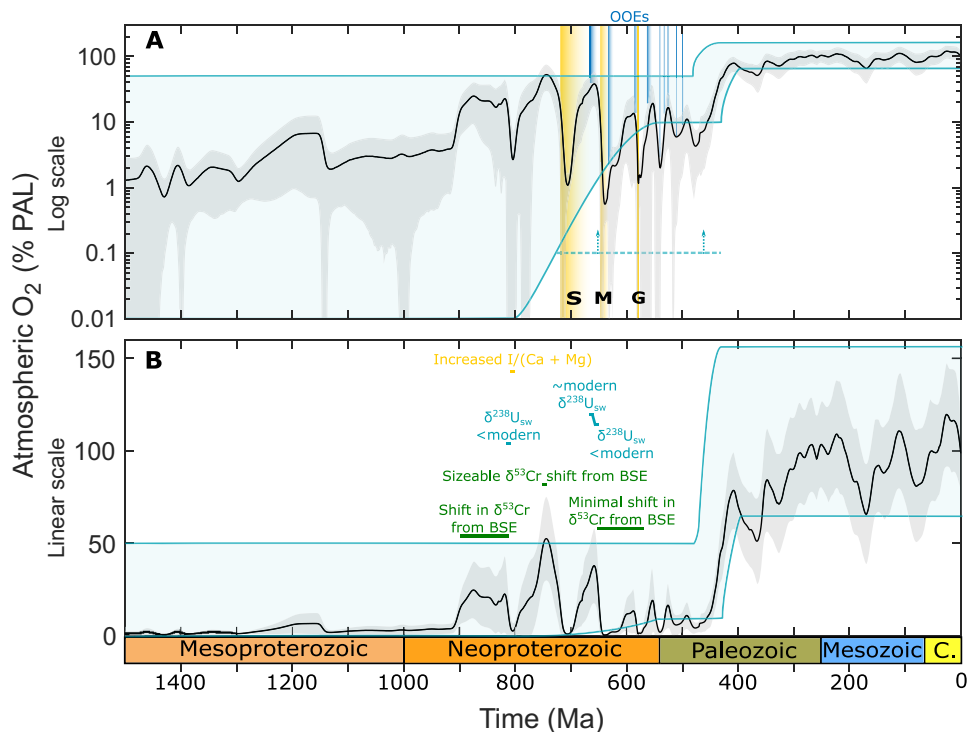 OOEs
A
100
10
1
0.1
0.01
S M G
Atmospheric O2 (% PAL)
Log scale
B
150
100
50
0
Linear scale
Increased I/(Ca + Mg)
~modern
δ238Usw
δ238Usw
<modern
δ238Usw
<modern
Sizeable δ53Cr shift from BSE
Shift in δ53Cr
from BSE
Minimal shift in
δ53Cr from BSE
Mesoproterozoic Neoproterozoic Paleozoic Mesozoic C.
1400 1200 1000 800 600 400 200 0
Time (Ma)